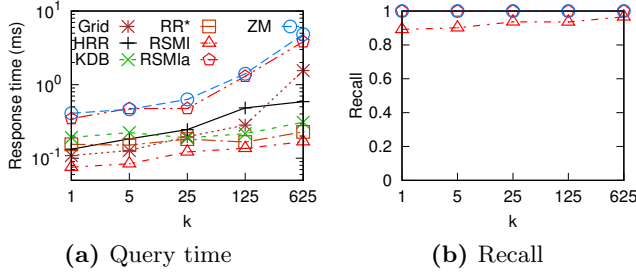 Grid RR* ZM
HRR RSMI
KDB RSMIa
Response time (ms)
10¹
10⁰
10⁻¹
1 5 25 125 625
k
(a) Query time
Recall
1
0.8
0.6
0.4
0.2
0
1 5 25 125 625
k
(b) Recall